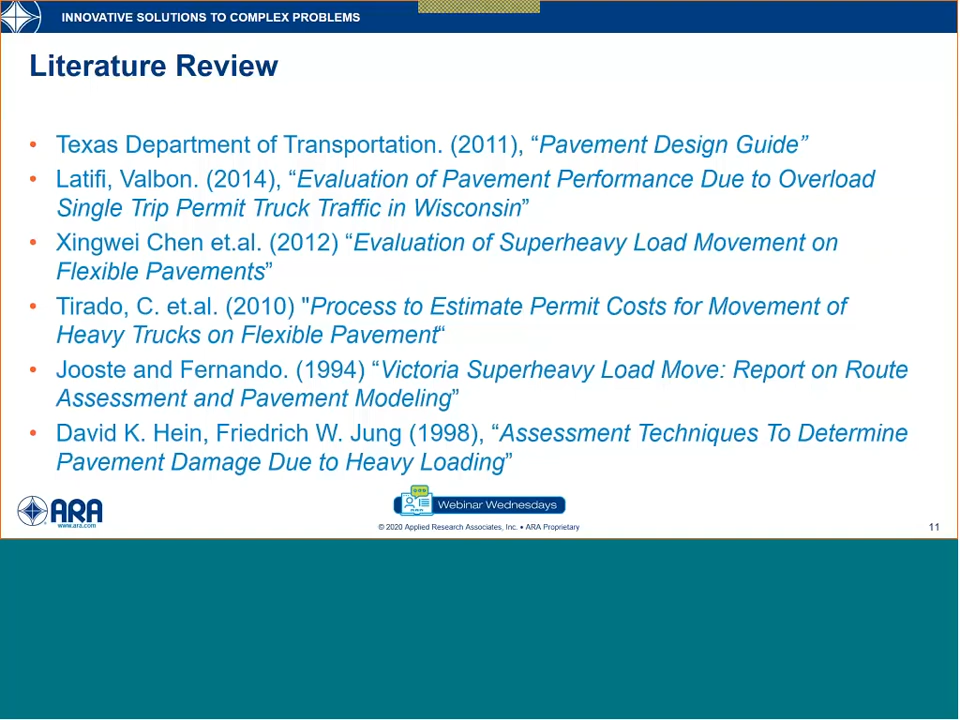 INNOVATIVE SOLUTIONS TO COMPLEX PROBLEMS
Literature Review
• Texas Department of Transportation. (2011), “Pavement Design Guide”
• Latifi, Valbon. (2014), “Evaluation of Pavement Performance Due to Overload
Single Trip Permit Truck Traffic in Wisconsin”
• Xingwei Chen et.al. (2012) “Evaluation of Superheavy Load Movement on
Flexible Pavements”
• Tirado, C. et.al. (2010) "Process to Estimate Permit Costs for Movement of
Heavy Trucks on Flexible Pavement“
• Jooste and Fernando. (1994) “Victoria Superheavy Load Move: Report on Route
Assessment and Pavement Modeling”
• David K. Hein, Friedrich W. Jung (1998), “Assessment Techniques To Determine
Pavement Damage Due to Heavy Loading”
ARA
www.ara.com
Webinar Wednesdays
© 2020 Applied Research Associates, Inc. • ARA Proprietary
11